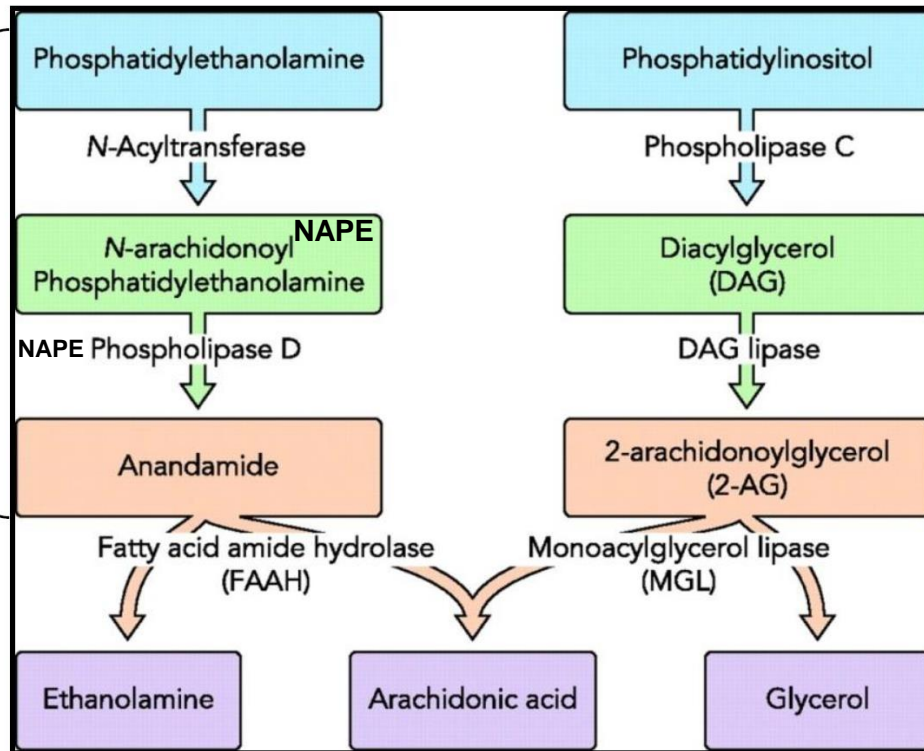 Phosphatidylethanolamine
Phosphatidylinositol
N-Acyltransferase
Phospholipase C
NAPE
N-arachidonoyl
Phosphatidylethanolamine
Diacylglycerol
(DAG)
NAPE Phospholipase D
DAG lipase
Anandamide
2-arachidonoylglycerol
(2-AG)
Fatty acid amide hydrolase
(FAAH)
Monoacylglycerol lipase
(MGL)
Ethanolamine
Arachidonic acid
Glycerol